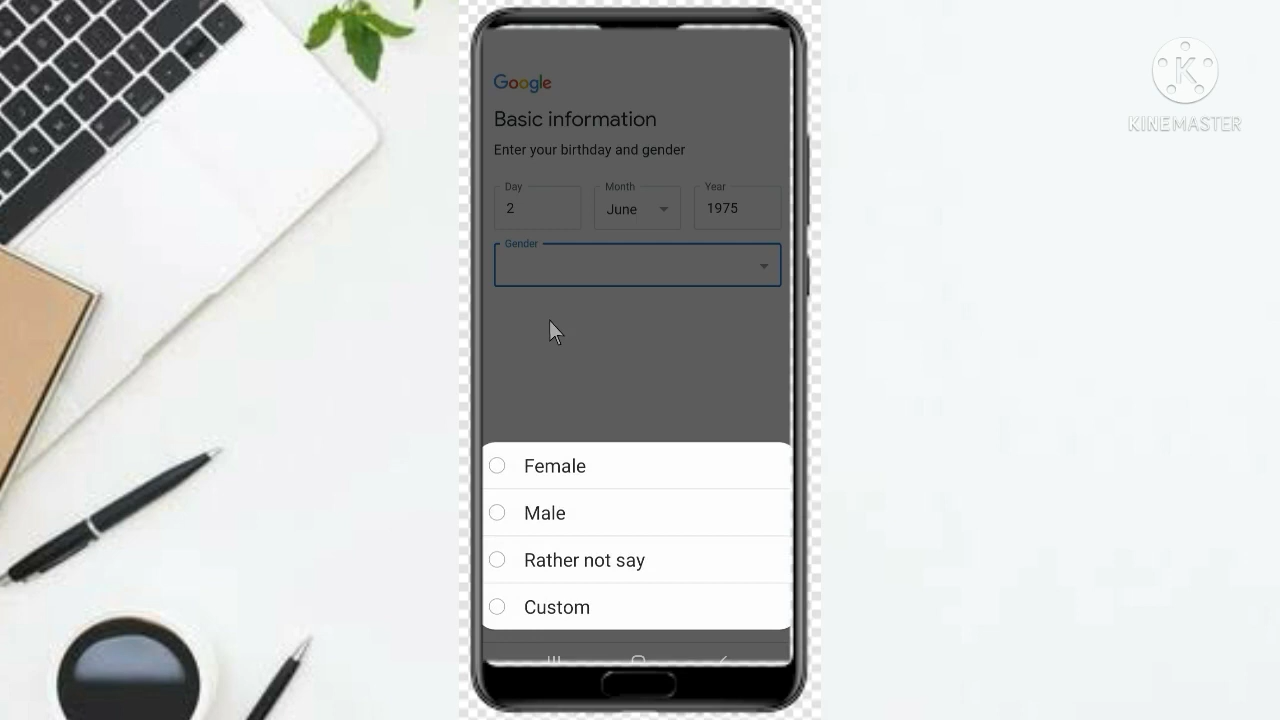 Google
Basic information
Enter your birthday and gender
Day
Month
Year
2
June
1975
Gender
Female
Male
Rather not say
Custom
K
KINEMASTER